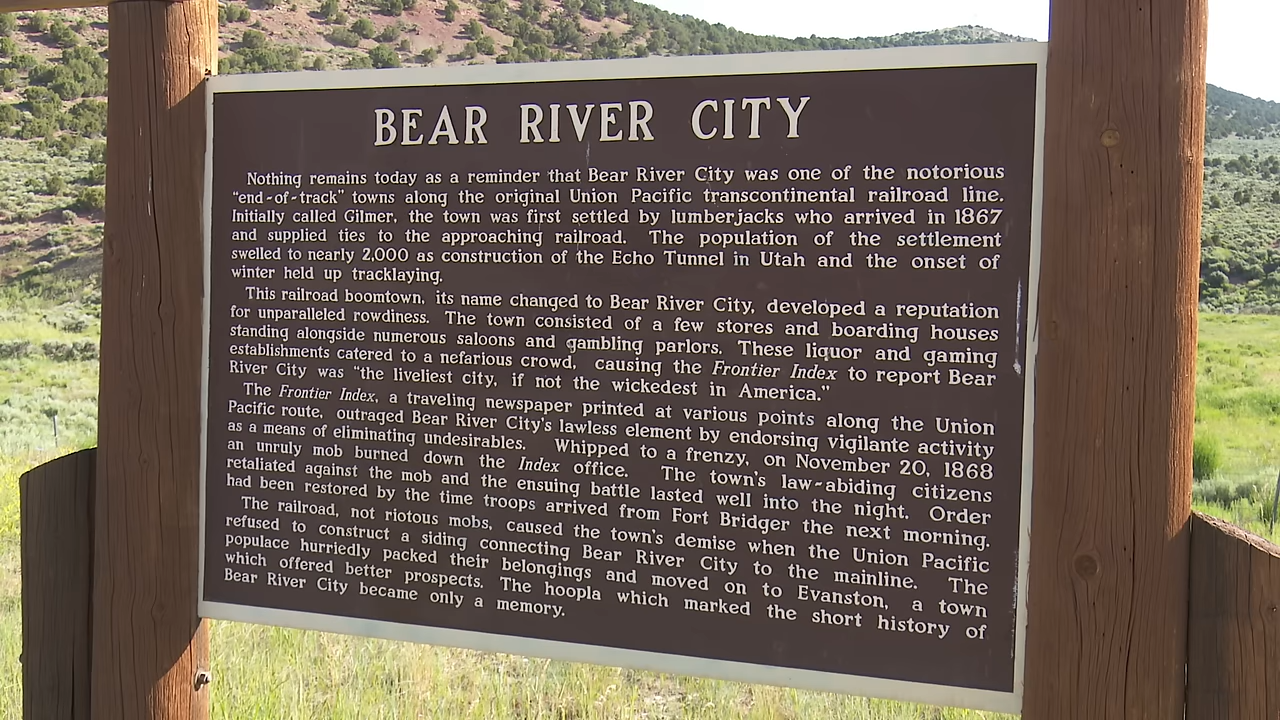 BEAR RIVER CITY
Nothing remains today as a reminder that Bear River City was one of the notorious
"end-of-track" towns along the original Union Pacific transcontinental railroad line.
Initially called Gilmer, the town was first settled by lumberjacks who arrived in 1867
and supplied ties to the approaching railroad. The population of the settlement
swelled to nearly 2,000 as construction of the Echo Tunnel in Utah and the onset of
winter held up tracklaying.
This railroad boomtown, its name changed to Bear River City, developed a reputation
for unparalleled rowdiness. The town consisted of a few stores and boarding houses
standing alongside numerous saloons and gambling parlors. These liquor and gaming
establishments catered to a nefarious crowd, causing the Frontier Index to report Bear
River City was "the liveliest city, if not the wickedest in America."
The Frontier Index, a traveling newspaper printed at various points along the Union
Pacific route, outraged Bear River City's lawless element by endorsing vigilante activity
as a means of eliminating undesirables. Whipped to a frenzy, on November 20, 1868
an unruly mob burned down the Index office. The town's law-abiding citizens
retaliated against the mob and the ensuing battle lasted well into the night. Order
had been restored by the time troops arrived from Fort Bridger the next morning.
The railroad, not riotous mobs, caused the town's demise when the Union Pacific
refused to construct a siding connecting Bear River City to the mainline. The
populace hurriedly packed their belongings and moved on to Evanston, a town
which offered better prospects. The hoopla which marked the short history of
Bear River City became only a memory.